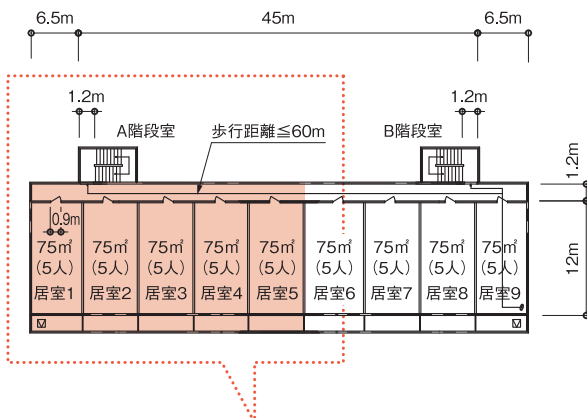 6.5m
45m
6.5m
1.2m
1.2m
A階段室
歩行距離≦60m
B階段室
1.2m
0.9m
12m
75㎡
(5人)
居室1
75㎡
(5人)
居室2
75㎡
(5人)
居室3
75㎡
(5人)
居室4
75㎡
(5人)
居室5
75㎡
(5人)
居室6
75㎡
(5人)
居室7
75㎡
(5人)
居室8
75㎡
(5人)
居室9